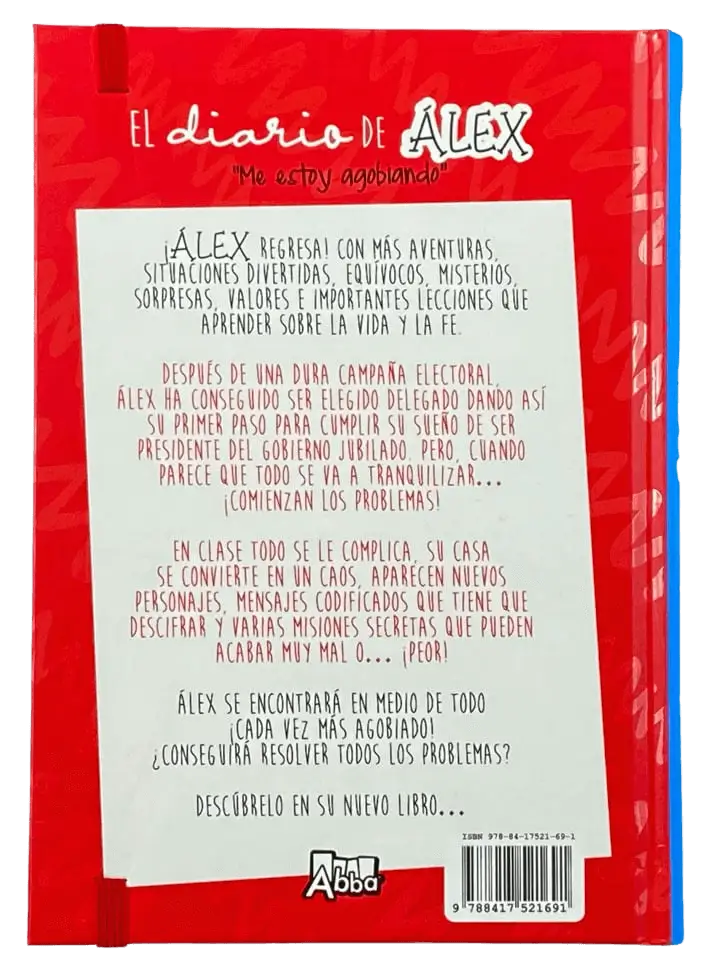 EL diario DE ÁLEX
"Me estoy agobiando"
¡ÁLEX REGRESA! CON MÁS AVENTURAS,
SITUACIONES DIVERTIDAS, EQUÍVOCOS, MISTERIOS,
SORPRESAS, VALORES E IMPORTANTES LECCIONES QUE
APRENDER SOBRE LA VIDA Y LA FE.
DESPUÉS DE UNA DURA CAMPAÑA ELECTORAL,
ÁLEX HA CONSEGUIDO SER ELEGIDO DELEGADO DANDO ASÍ
SU PRIMER PASO PARA CUMPLIR SU SUEÑO DE SER
PRESIDENTE DEL GOBIERNO JUBILADO. PERO, CUANDO
PARECE QUE TODO SE VA A TRANQUILIZAR...
¡COMIENZAN LOS PROBLEMAS!
EN CLASE TODO SE LE COMPLICA, SU CASA
SE CONVIERTE EN UN CAOS, APARECEN NUEVOS
PERSONAJES, MENSAJES CODIFICADOS QUE TIENE QUE
DESCIFRAR Y VARIAS MISIONES SECRETAS QUE PUEDEN
ACABAR MUY MAL O... ¡PEOR!
ÁLEX SE ENCONTRARÁ EN MEDIO DE TODO
¡CADA VEZ MÁS AGOBIADO!
¿CONSEGUIRÁ RESOLVER TODOS LOS PROBLEMAS?
DESCÚBRELO EN SU NUEVO LIBRO...
Abba
ISBN 978-84-17521-69-1
9 788417 521691